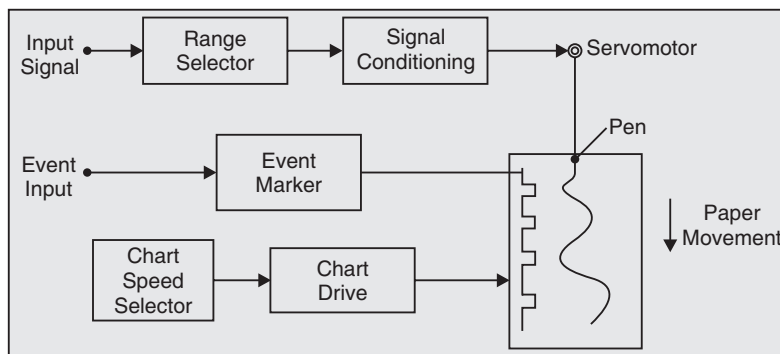 Input
Signal
Range
Selector
Signal
Conditioning
Servomotor
Pen
Event
Input
Event
Marker
Paper
Movement
Chart
Speed
Selector
Chart
Drive